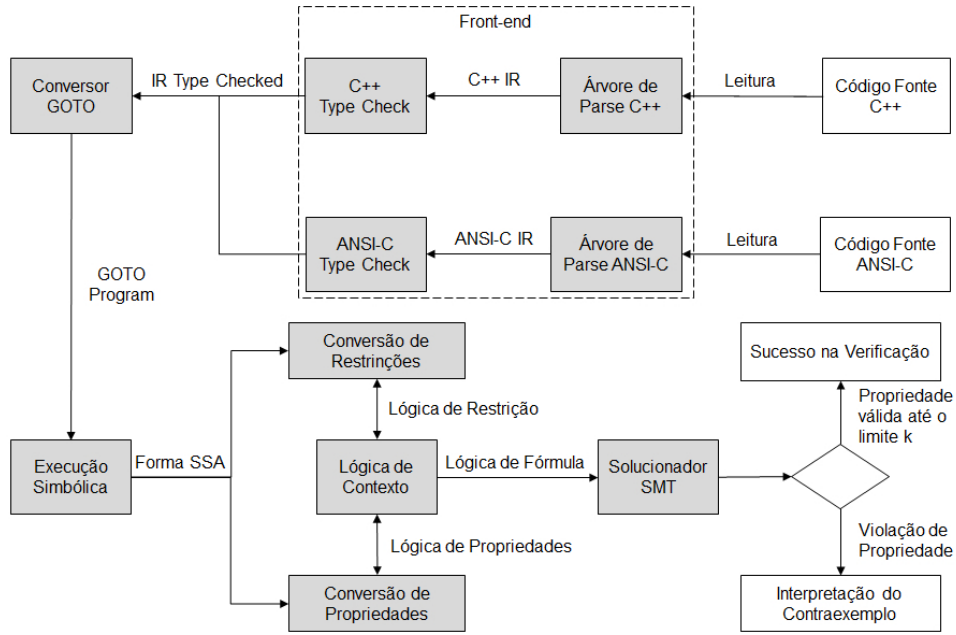 Front-end
Conversor
GOTO
IR Type Checked
C++
Type Check
C++ IR
Árvore de
Parse C++
Leitura
Código Fonte
C++
ANSI-C
Type Check
ANSI-C IR
Árvore de
Parse ANSI-C
Leitura
Código Fonte
ANSI-C
GOTO
Program
Conversão de
Restrinções
Sucesso na Verificação
Lógica de Restrição
Propriedade
válida até o
limite k
Execução
Simbólica
Forma SSA
Lógica de
Contexto
Lógica de Fórmula
Solucionador
SMT
Lógica de Propriedades
Violação de
Propriedade
Conversão de
Propriedades
Interpretação do
Contraexemplo